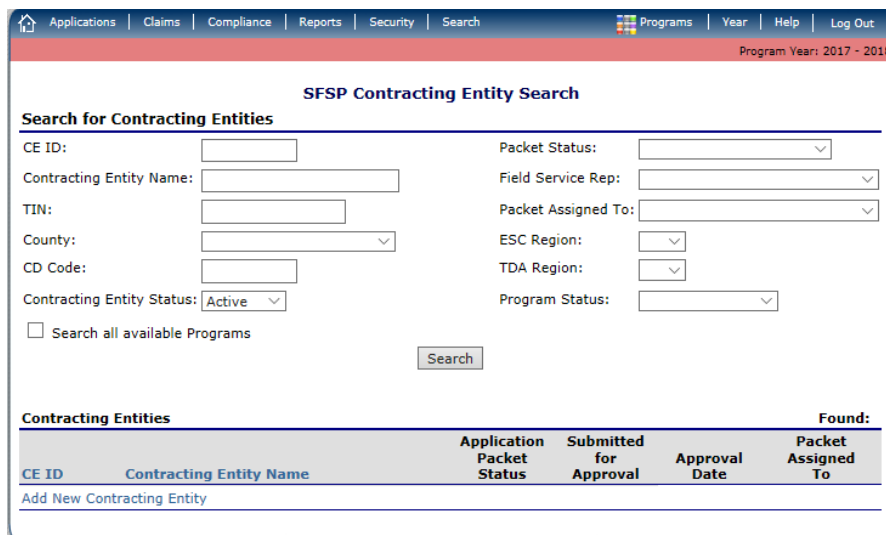 Applications | Claims | Compliance | Reports | Security | Search Programs | Year | Help | Log Out
Program Year: 2017 - 2018
SFSP Contracting Entity Search
Search for Contracting Entities
CE ID: Packet Status:
Contracting Entity Name: Field Service Rep:
TIN: Packet Assigned To:
County: ESC Region:
CD Code: TDA Region:
Contracting Entity Status: Active Program Status:
Search all available Programs
Search
Contracting Entities Found:
CE ID Contracting Entity Name Application Packet Status Submitted for Approval Approval Date Packet Assigned To
Add New Contracting Entity